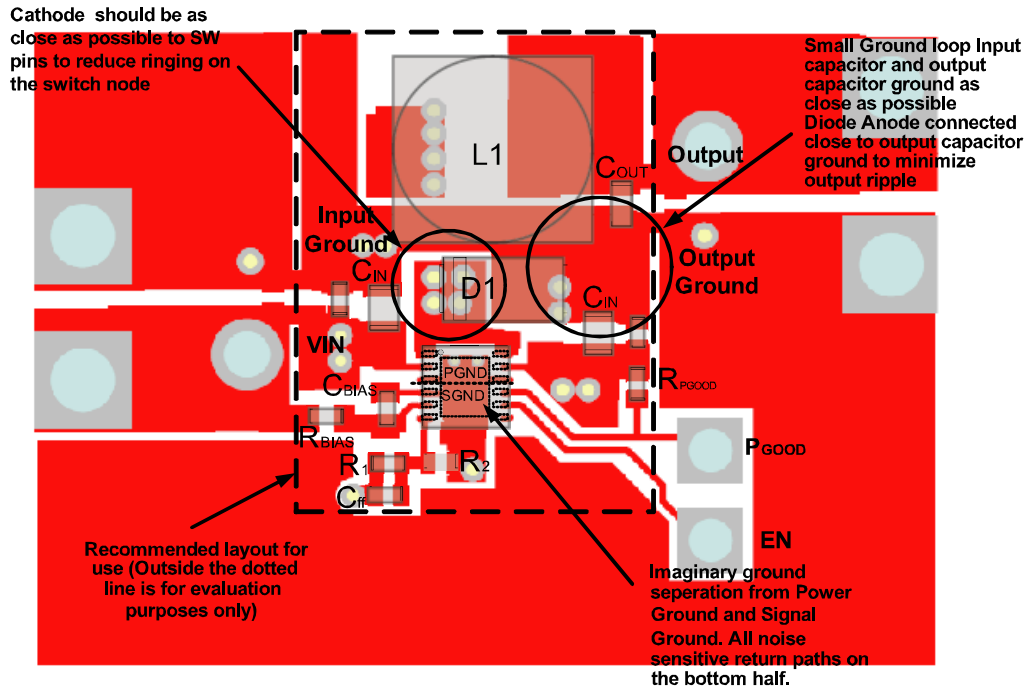 Cathode should be as
close as possible to SW
pins to reduce ringing on
the switch node
Small Ground loop Input
capacitor and output
capacitor ground as
close as possible
Diode Anode connected
close to output capacitor
ground to minimize
output ripple
L1
Output
COUT
Input
Ground
CIN
D1
CIN
Output
Ground
VIN
PGND
SGND
CBIAS
RPGOOD
RBIAS
PGOOD
R1
R2
Cff
EN
Recommended layout for
use (Outside the dotted
line is for evaluation
purposes only)
Imaginary ground
seperation from Power
Ground and Signal
Ground. All noise
sensitive return paths on
the bottom half.